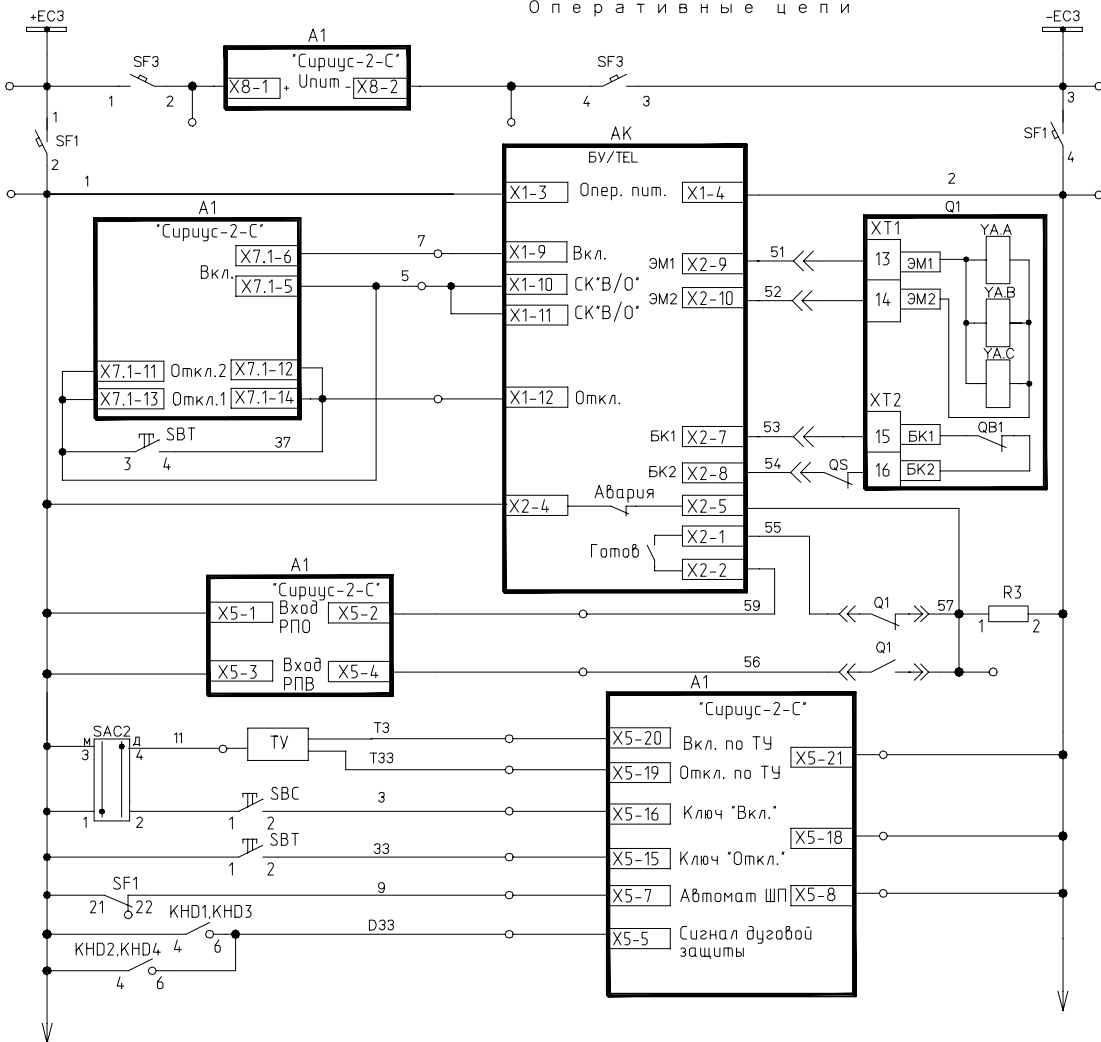 Оперативные цепи
+EC3
-EC3
A1
SF3
"Сириус-2-С"
SF3
X8-1 + Uпит - X8-2
1 2
4 3
3
1
SF1
2
AK
БУ/TEL
SF1
4
1
X1-3 Опер. пит. X1-4
2
A1
Q1
"Сириус-2-С"
X7.1-6
7
X1-9 Вкл.
ЭМ1 X2-9
51
XT1
YA.A
13 ЭМ1
Вкл.
X7.1-5
5
X1-10 СК"В/О"
ЭМ2 X2-10
52
14 ЭМ2
YA.B
X1-11 СК"В/О"
YA.C
X7.1-11 Откл.2 X7.1-12
X7.1-13 Откл.1 X7.1-14
X1-12 Откл.
XT2
SBT
3 4
37
БК1 X2-7
53
15 БК1
QB1
БК2 X2-8
54
QS
16 БК2
X2-4
Авария
X2-5
Готов
X2-1
55
X2-2
A1
"Сириус-2-С"
X5-1 Вход РПО X5-2
59
Q1
57
R3
1 2
X5-3 Вход РПВ X5-4
56
Q1
A1
"Сириус-2-С"
SAC2
М Д
3 4
11
ТУ
T3
X5-20 Вкл. по ТУ
X5-21
T33
X5-19 Откл. по ТУ
1 2
SBC
1 2
3
X5-16 Ключ "Вкл."
X5-18
SBT
1 2
33
X5-15 Ключ "Откл."
SF1
21 22
9
X5-7 Автомат ШП X5-8
KHD1,KHD3
4 6
D33
X5-5 Сигнал дуговой
защиты
KHD2,KHD4
4 6